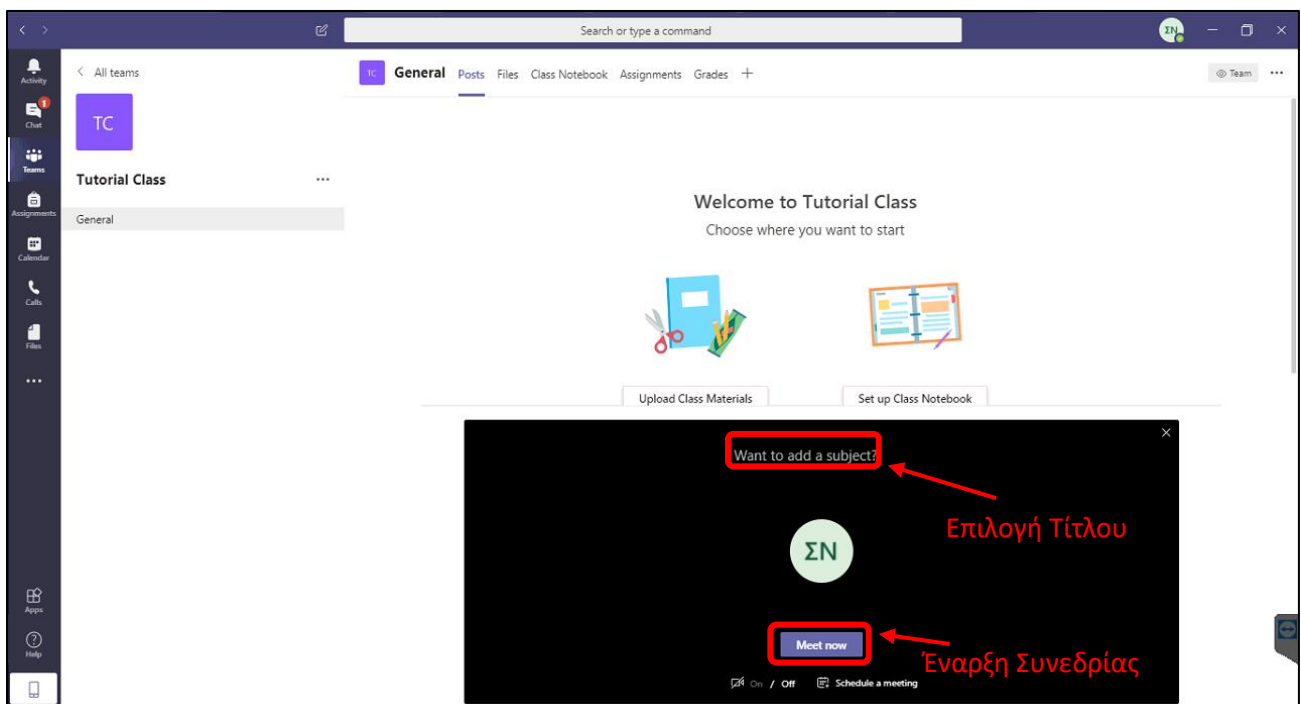 Search or type a command
ΣΝ
Activity
Chat
1
Teams
Assignments
Calendar
Calls
Files
Apps
Help
All teams
TC
Tutorial Class
General
TC
General Posts Files Class Notebook Assignments Grades
Team
Welcome to Tutorial Class
Choose where you want to start
Upload Class Materials
Set up Class Notebook
Want to add a subject?
Επιλογή Τίτλου
ΣΝ
Meet now
Έναρξη Συνεδρίας
On / Off Schedule a meeting